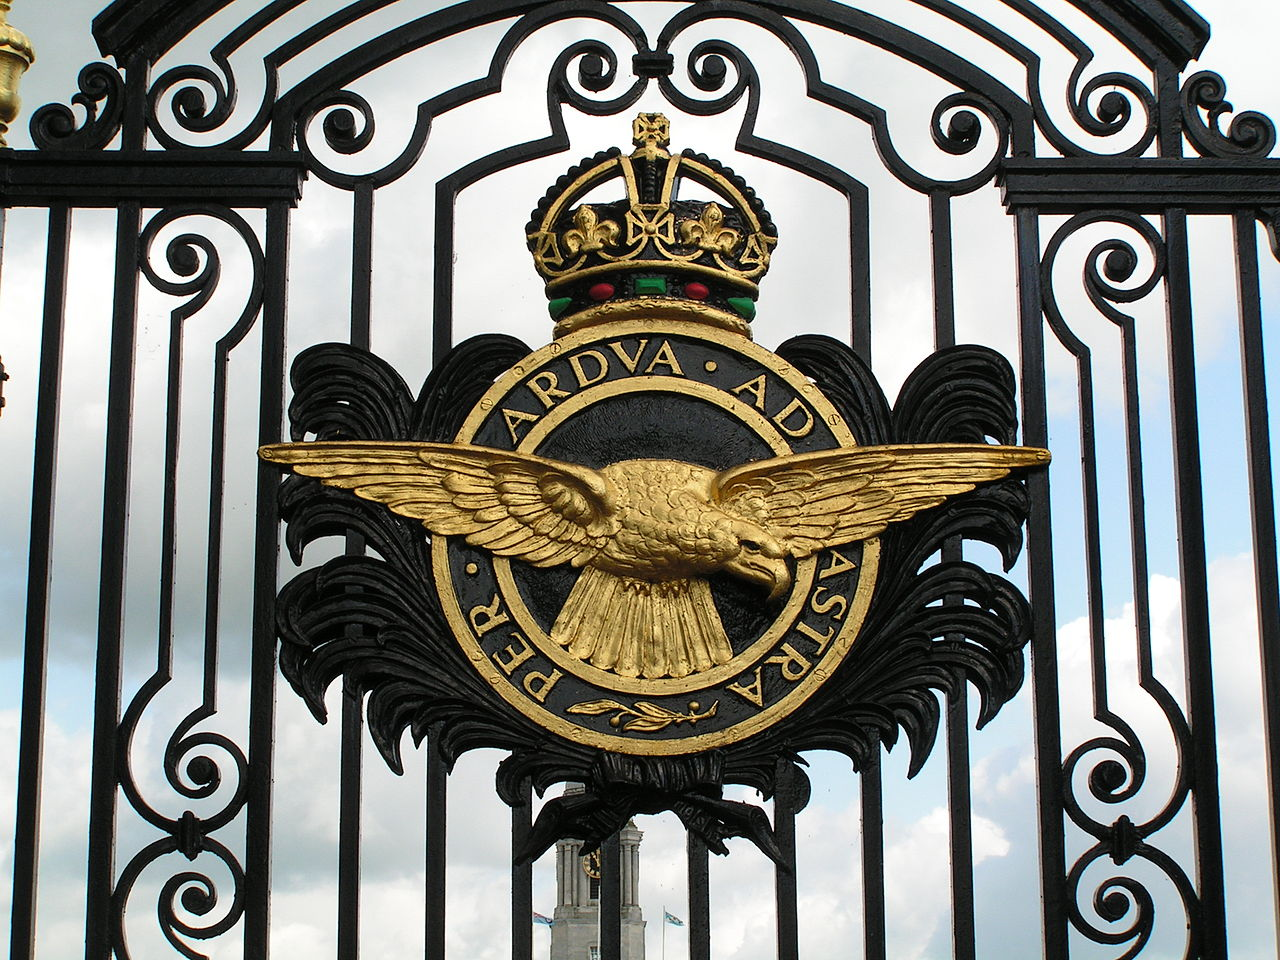 PER · ARDVA · AD ASTRA